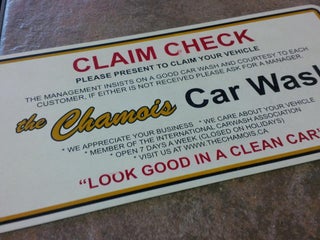 CLAIM CHECK
PLEASE PRESENT TO CLAIM YOUR VEHICLE
THE MANAGEMENT INSISTS ON A GOOD CAR WASH AND COURTESY TO EACH
CUSTOMER. IF EITHER IS NOT RECEIVED PLEASE ASK FOR A MANAGER.
the Chamois Car Wash
* WE APPRECIATE YOUR BUSINESS * WE CARE ABOUT YOUR VEHICLE
* MEMBER OF THE INTERNATIONAL CARWASH ASSOCIATION
* OPEN 7 DAYS A WEEK (CLOSED ON HOLIDAYS)
* VISIT US AT WWW.THECHAMOIS.CA
"LOOK GOOD IN A CLEAN CAR